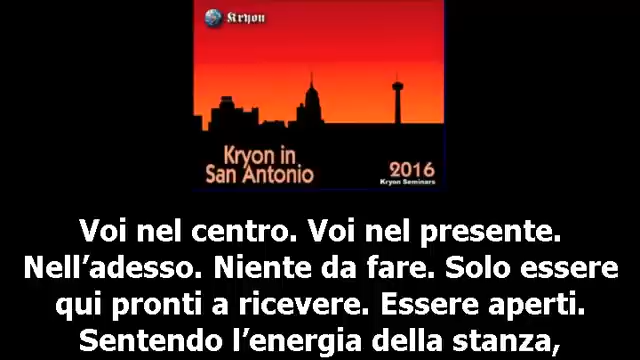 Kryon
Kryon in
San Antonio
2016
Kryon Seminars
Voi nel centro. Voi nel presente.
Nell’adesso. Niente da fare. Solo essere
qui pronti a ricevere. Essere aperti.
Sentendo l’energia della stanza,